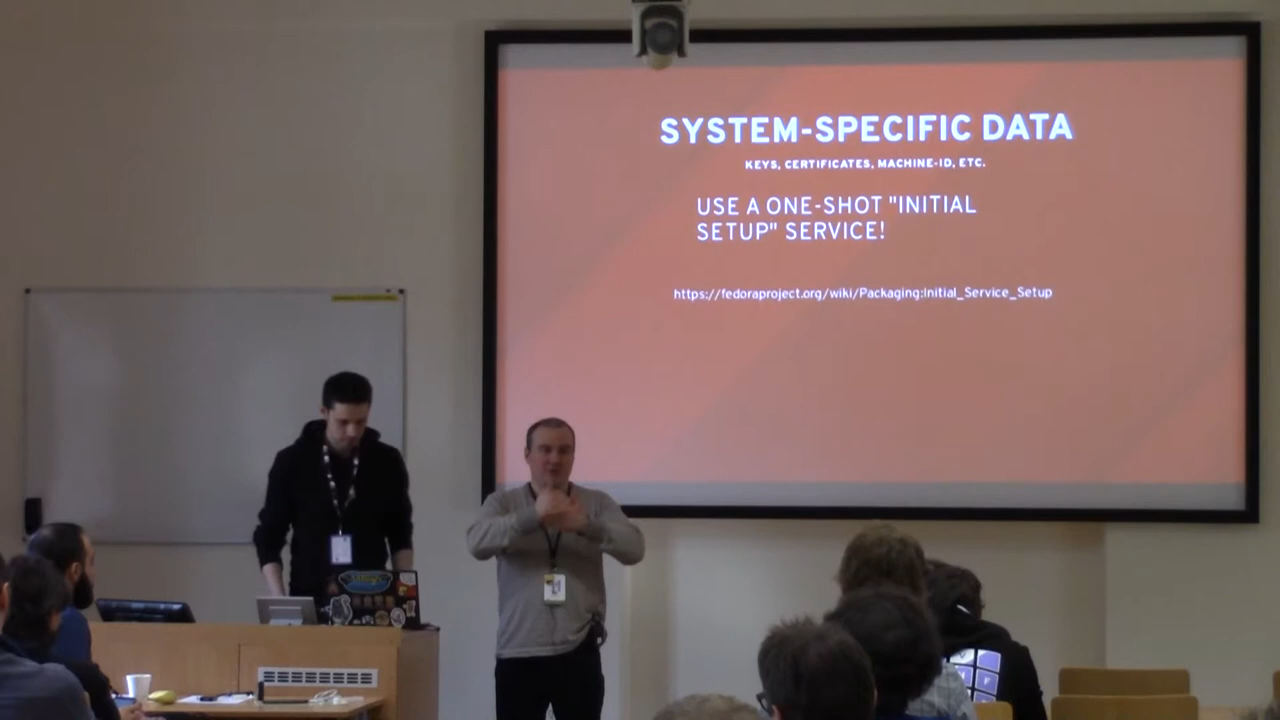 SYSTEM-SPECIFIC DATA
KEYS, CERTIFICATES, MACHINE-ID, ETC.
USE A ONE-SHOT "INITIAL
SETUP" SERVICE!
https://fedoraproject.org/wiki/Packaging:Initial_Service_Setup